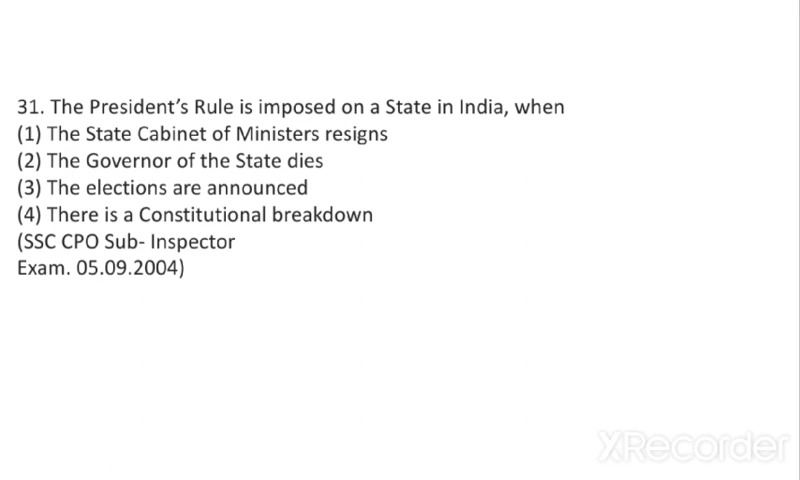 31. The President's Rule is imposed on a State in India, when
(1) The State Cabinet of Ministers resigns
(2) The Governor of the State dies
(3) The elections are announced
(4) There is a Constitutional breakdown
(SSC CPO Sub- Inspector
Exam. 05.09.2004)
XRecorder